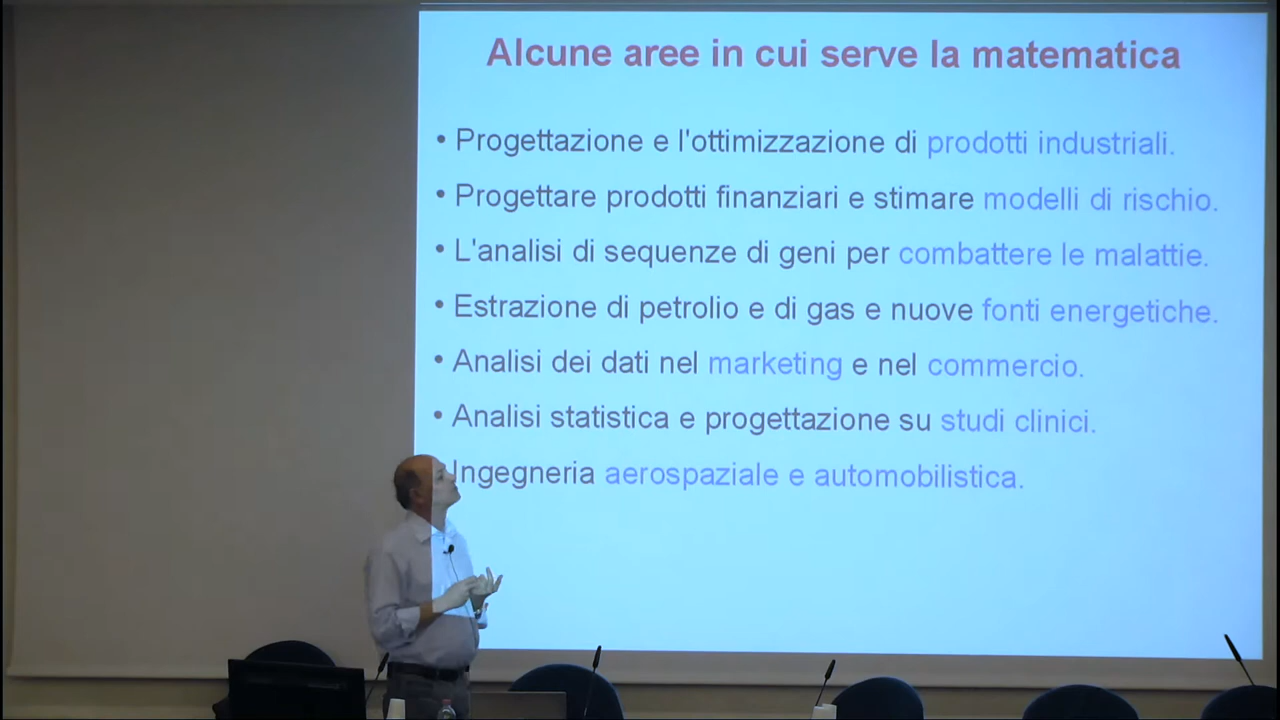 Alcune aree in cui serve la matematica
• Progettazione e l'ottimizzazione di prodotti industriali.
• Progettare prodotti finanziari e stimare modelli di rischio.
• L'analisi di sequenze di geni per combattere le malattie.
• Estrazione di petrolio e di gas e nuove fonti energetiche.
• Analisi dei dati nel marketing e nel commercio.
• Analisi statistica e progettazione su studi clinici.
Ingegneria aerospaziale e automobilistica.